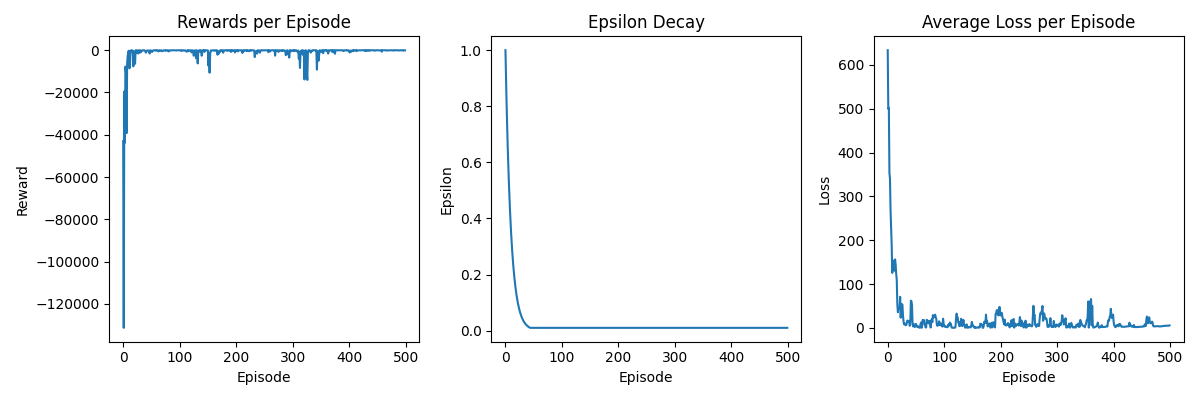 Rewards per Episode
0
−20000
−40000
−60000
−80000
−100000
−120000
Reward
0 100 200 300 400 500
Episode
Epsilon Decay
1.0
0.8
0.6
0.4
0.2
0.0
Epsilon
0 100 200 300 400 500
Episode
Average Loss per Episode
600
500
400
300
200
100
0
Loss
0 100 200 300 400 500
Episode